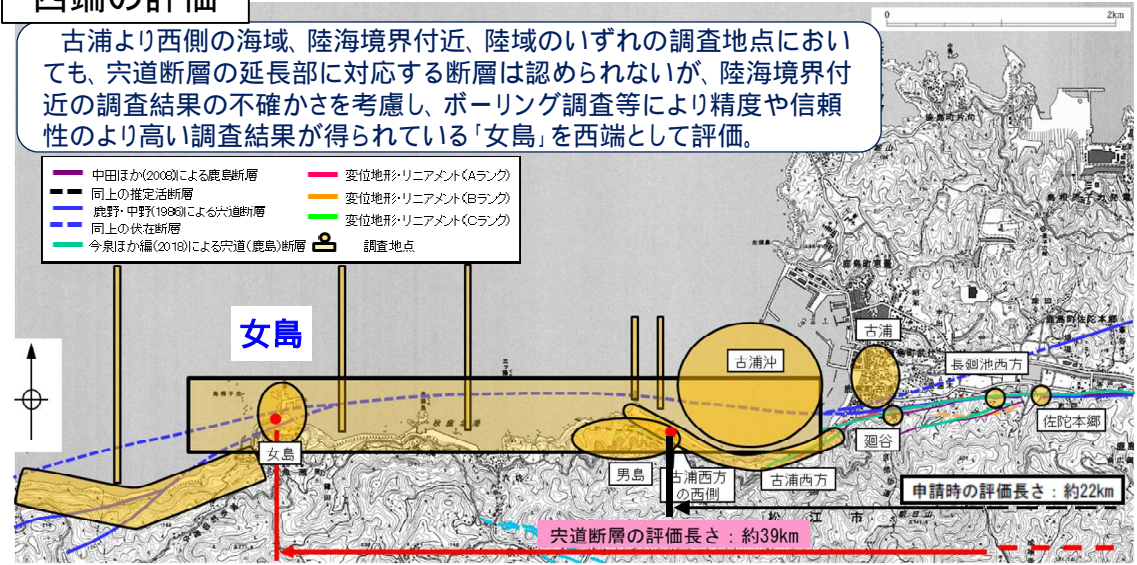 西端の評価
0 2km
古浦より西側の海域、陸海境界付近、陸域のいずれの調査地点におい
ても、宍道断層の延長部に対応する断層は認められないが、陸海境界付
近の調査結果の不確かさを考慮し、ボーリング調査等により精度や信頼
性のより高い調査結果が得られている「女島」を西端として評価。
中田ほか(2008)による鹿島断層
同上の推定活断層
鹿野・中野(1986)による宍道断層
同上の伏在断層
今泉ほか編(2018)による宍道(鹿島)断層
変位地形・リニアメント(Aランク)
変位地形・リニアメント(Bランク)
変位地形・リニアメント(Cランク)
調査地点
女島
古浦
古浦沖
長廻池西方
佐陀本郷
廻谷
女島
男島
古浦西方
の西側
古浦西方
申請時の評価長さ：約22km
松江市
宍道断層の評価長さ：約39km